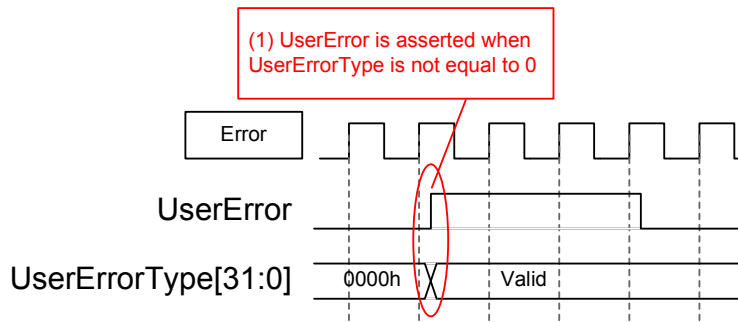 (1) UserError is asserted when
UserErrorType is not equal to 0
Error
UserError
UserErrorType[31:0]
0000h
Valid